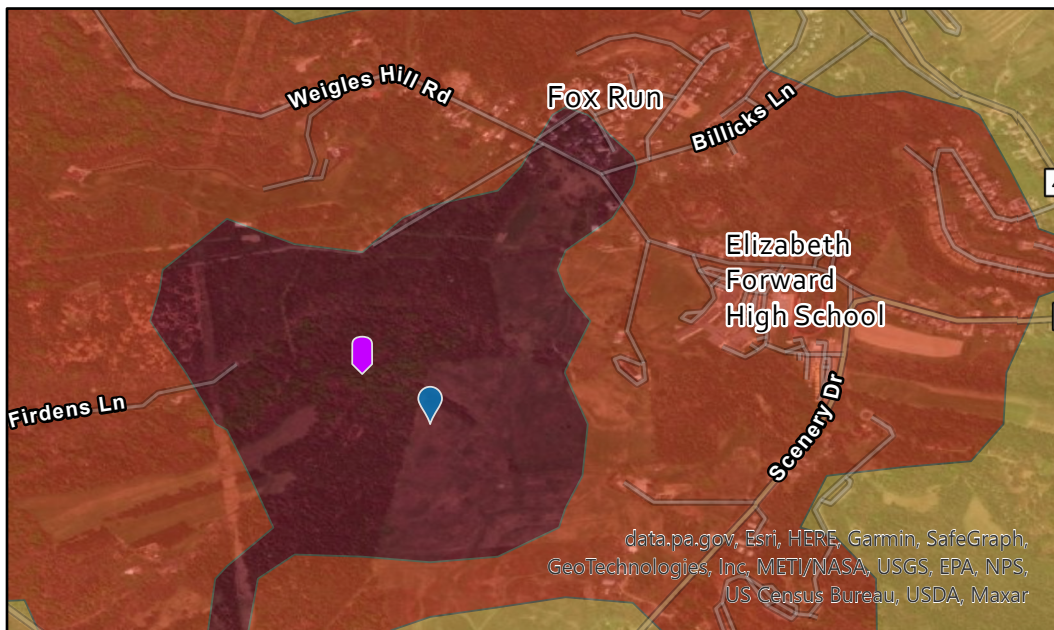 Weigles Hill Rd
Fox Run
Billicks Ln
Elizabeth
Forward
High School
Firdens Ln
Scenery Dr
data.pa.gov, Esri, HERE, Garmin, SafeGraph,
GeoTechnologies, Inc, METI/NASA, USGS, EPA, NPS,
US Census Bureau, USDA, Maxar